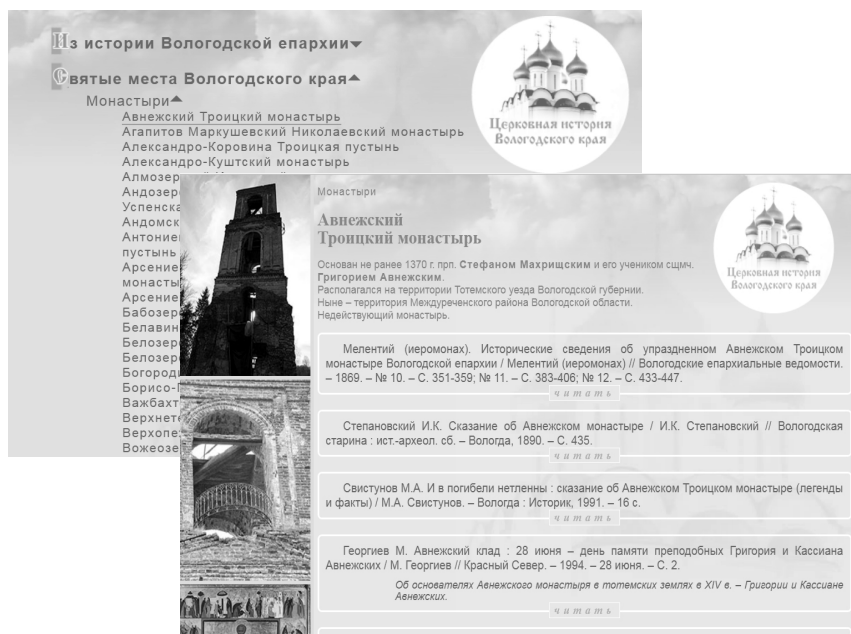 Из истории Вологодской епархии
Святые места Вологодского края
Монастыри
Авнежский Троицкий монастырь
Агапитов Маркушевский Николаевский монастырь
Александро-Коровина Троицкая пустынь
Александро-Куштский монастырь
Церковная история
Вологодского края
пустынь
Монастыри
Авнежский
Троицкий монастырь
Основан не ранее 1370 г. прп. Стефаном Махрищским и его учеником сщмч.
Григорием Авнежским.
Располагался на территории Тотемского уезда Вологодской губернии.
Ныне – территория Междуреченского района Вологодской области.
Недействующий монастырь.
Церковная история
Вологодского края
Мелентий (иеромонах). Исторические сведения об упраздненном Авнежском Троицком
монастыре Вологодской епархии / Мелентий (иеромонах) // Вологодские епархиальные ведомости.
– 1869. – № 10. – С. 351-359; № 11. – С. 383-406; № 12. – С. 433-447.
читать
Степановский И.К. Сказание об Авнежском монастыре / И.К. Степановский // Вологодская
старина : ист.-археол. сб. – Вологда, 1890. – С. 435.
читать
Свистунов М.А. И в погибели нетленны : сказание об Авнежском Троицком монастыре (легенды
и факты) / М.А. Свистунов. – Вологда : Историк, 1991. – 16 с.
читать
Георгиев М. Авнежский клад : 28 июня – день памяти преподобных Григория и Кассиана
Авнежских / М. Георгиев // Красный Север. – 1994. – 28 июня. – С. 2.
Об основателях Авнежского монастыря в тотемских землях в XIV в. – Григории и Кассиане
Авнежских.
читать